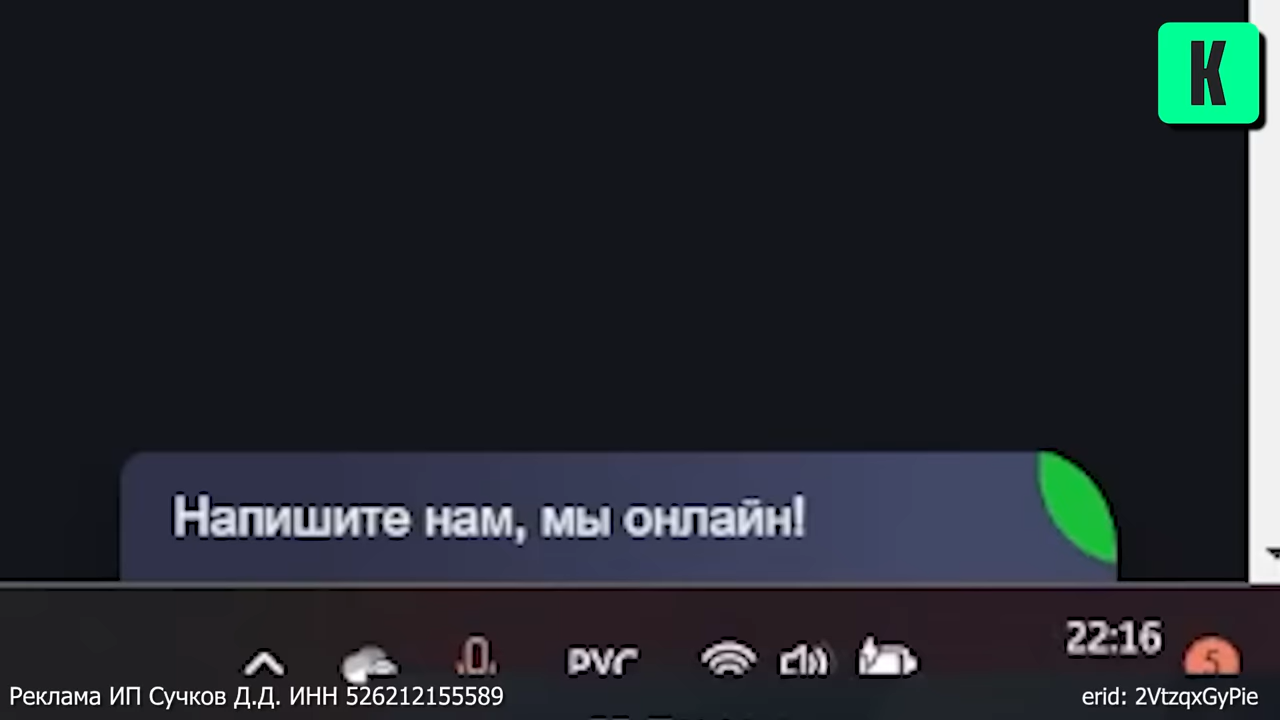 K
Напишите нам, мы онлайн!
РУС
22:16
5
Реклама ИП Сучков Д.Д. ИНН 526212155589
erid: 2VtzqxGyPie